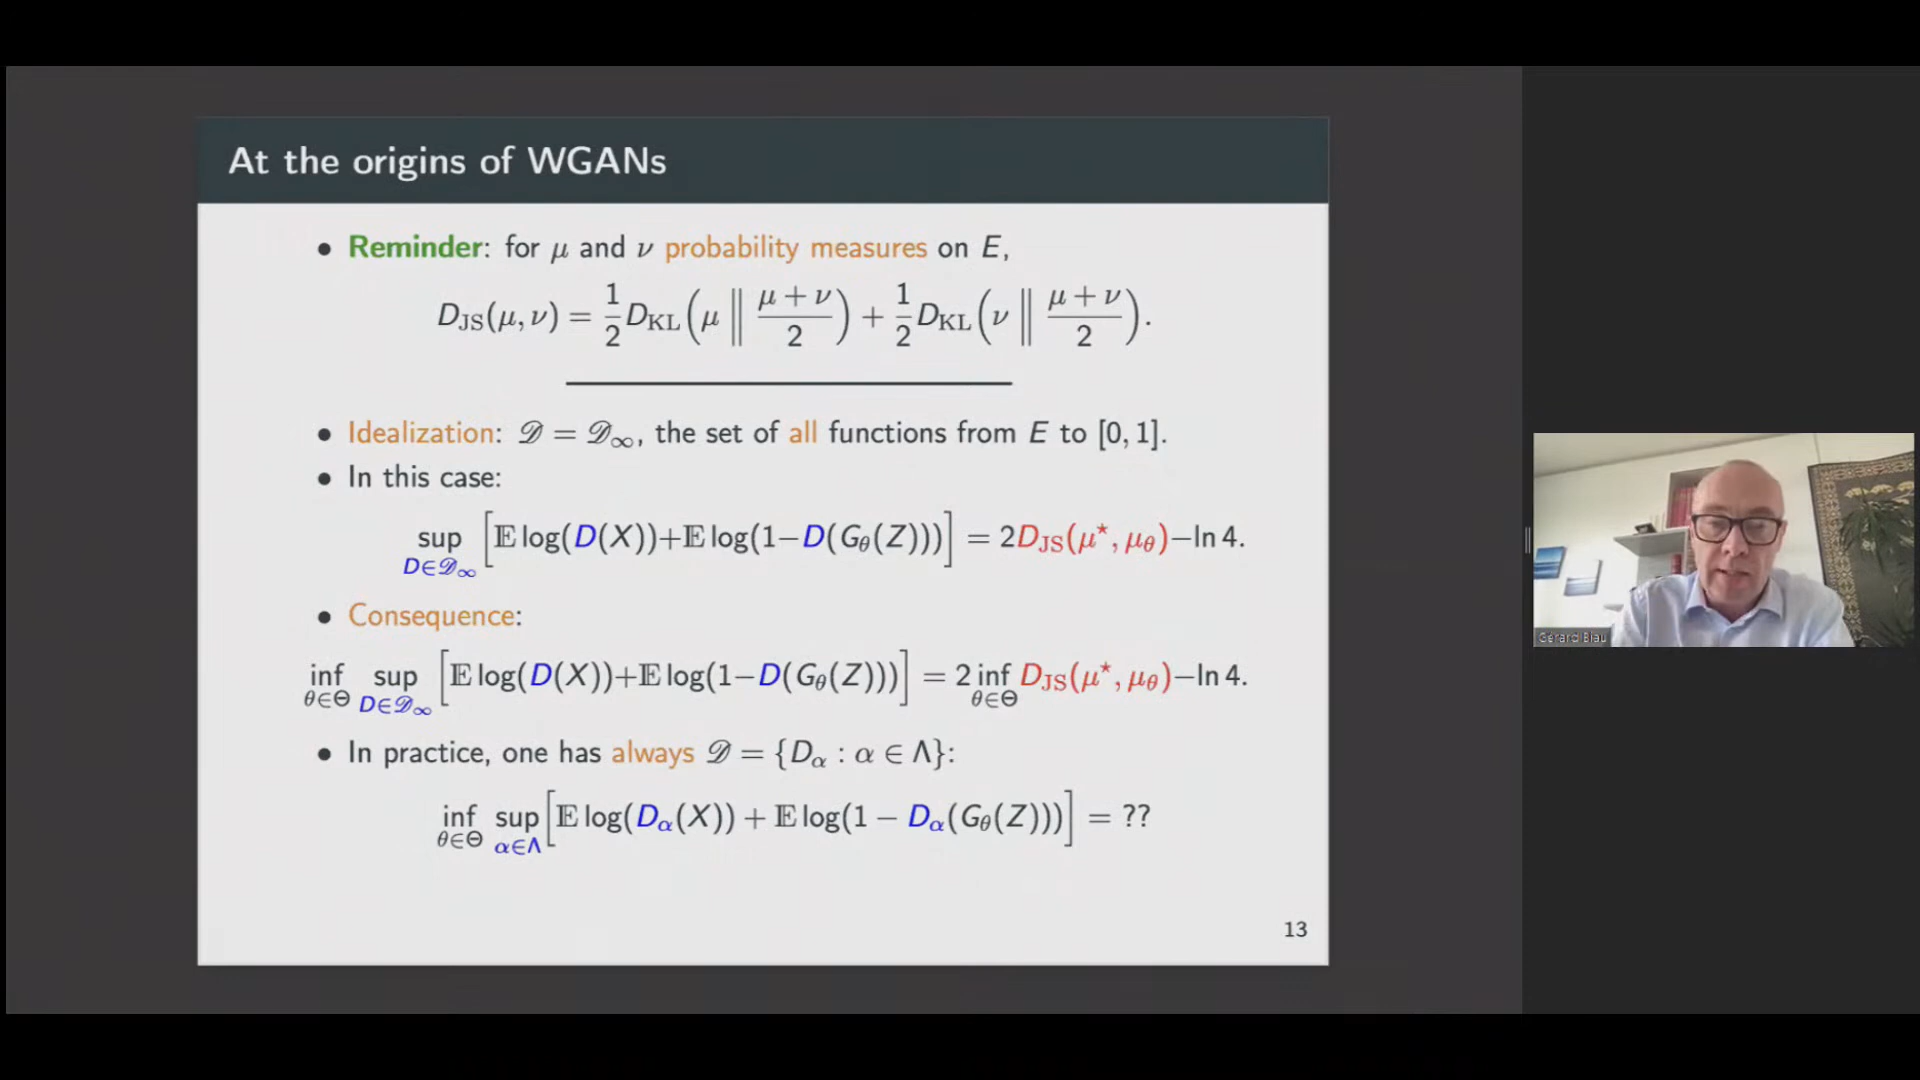 At the origins of WGANs
• Reminder: for μ and ν probability measures on E,
D_JS(μ, ν) = 1/2 D_KL(μ ‖ (μ + ν)/2) + 1/2 D_KL(ν ‖ (μ + ν)/2).
• Idealization: 𝒟 = 𝒟_∞, the set of all functions from E to [0, 1].
• In this case:
sup_{D∈𝒟_∞} [𝔼 log(D(X))+𝔼 log(1−D(G_θ(Z)))] = 2D_JS(μ*, μ_θ)−ln 4.
• Consequence:
inf_{θ∈Θ} sup_{D∈𝒟_∞} [𝔼 log(D(X))+𝔼 log(1−D(G_θ(Z)))] = 2 inf_{θ∈Θ} D_JS(μ*, μ_θ)−ln 4.
• In practice, one has always 𝒟 = {D_α : α ∈ Λ}:
inf_{θ∈Θ} sup_{α∈Λ} [𝔼 log(D_α(X)) + 𝔼 log(1 − D_α(G_θ(Z)))] = ??
13
Gérard Biau